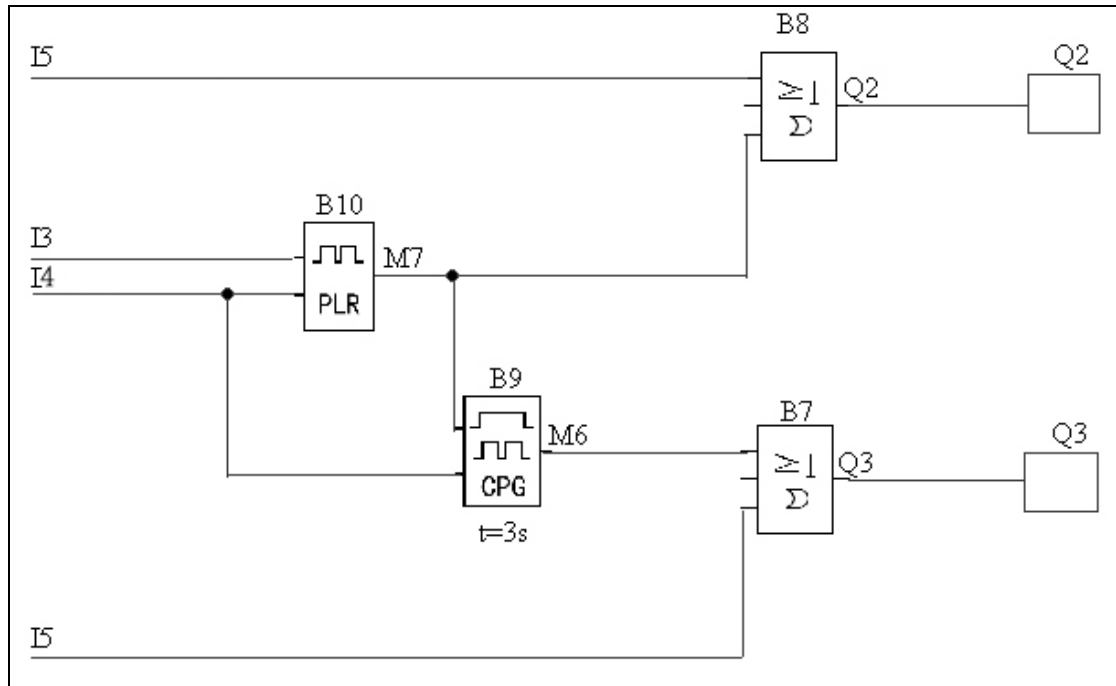 B8
I5
Q2
≥1
Q2
Σ
B10
I3
M7
I4
PLR
B9
B7
M6
Q3
≥1
Q3
CPG
Σ
t=3s
I5